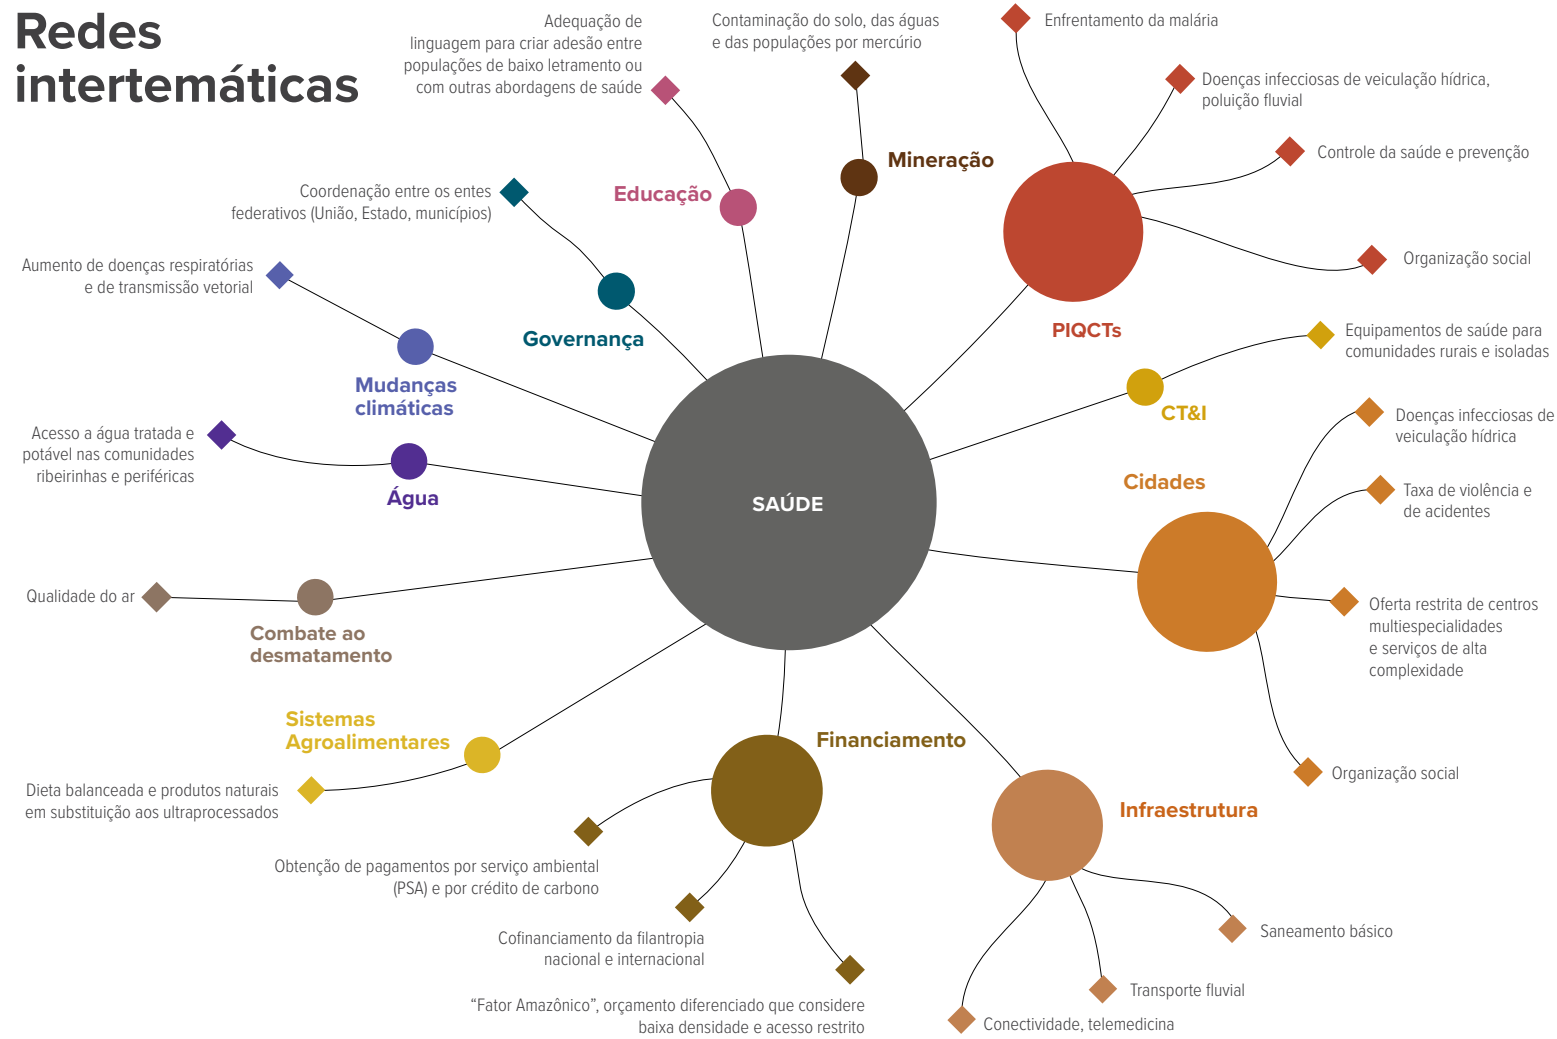 Redes
intertemáticas
Adequação de
linguagem para criar adesão entre
populações de baixo letramento ou
com outras abordagens de saúde
Contaminação do solo, das águas
e das populações por mercúrio
Enfrentamento da malária
Doenças infecciosas de veiculação hídrica,
poluição fluvial
Controle da saúde e prevenção
Organização social
Mineração
Educação
PIQCTs
Coordenação entre os entes
federativos (União, Estado, municípios)
Governança
Aumento de doenças respiratórias
e de transmissão vetorial
Mudanças
climáticas
Equipamentos de saúde para
comunidades rurais e isoladas
CT&I
Acesso a água tratada e
potável nas comunidades
ribeirinhas e periféricas
Água
SAÚDE
Cidades
Doenças infecciosas de
veiculação hídrica
Taxa de violência e
de acidentes
Oferta restrita de centros
multiespecialidades
e serviços de alta
complexidade
Organização social
Qualidade do ar
Combate ao
desmatamento
Sistemas
Agroalimentares
Dieta balanceada e produtos naturais
em substituição aos ultraprocessados
Financiamento
Obtenção de pagamentos por serviço ambiental
(PSA) e por crédito de carbono
Cofinanciamento da filantropia
nacional e internacional
“Fator Amazônico”, orçamento diferenciado que considere
baixa densidade e acesso restrito
Infraestrutura
Saneamento básico
Transporte fluvial
Conectividade, telemedicina